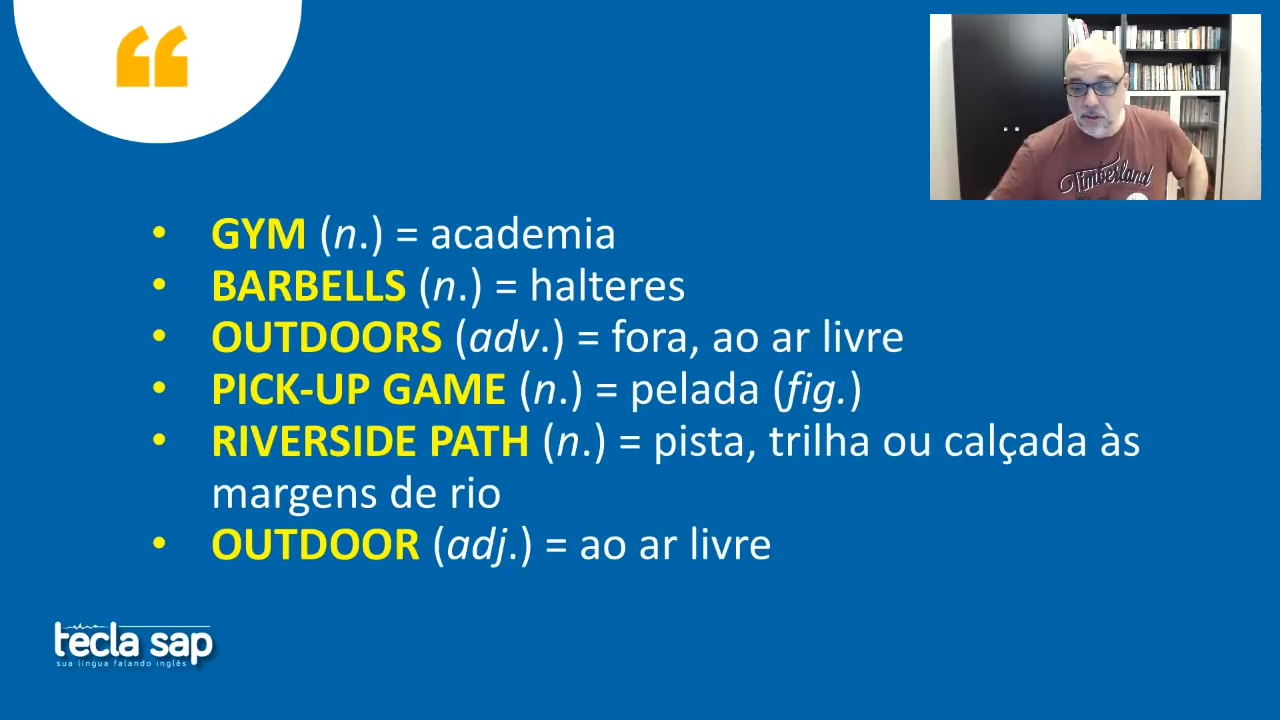 “
Timberland
• GYM (n.) = academia
• BARBELLS (n.) = halteres
• OUTDOORS (adv.) = fora, ao ar livre
• PICK-UP GAME (n.) = pelada (fig.)
• RIVERSIDE PATH (n.) = pista, trilha ou calçada às
margens de rio
• OUTDOOR (adj.) = ao ar livre
tecla sap
sua língua falando inglês